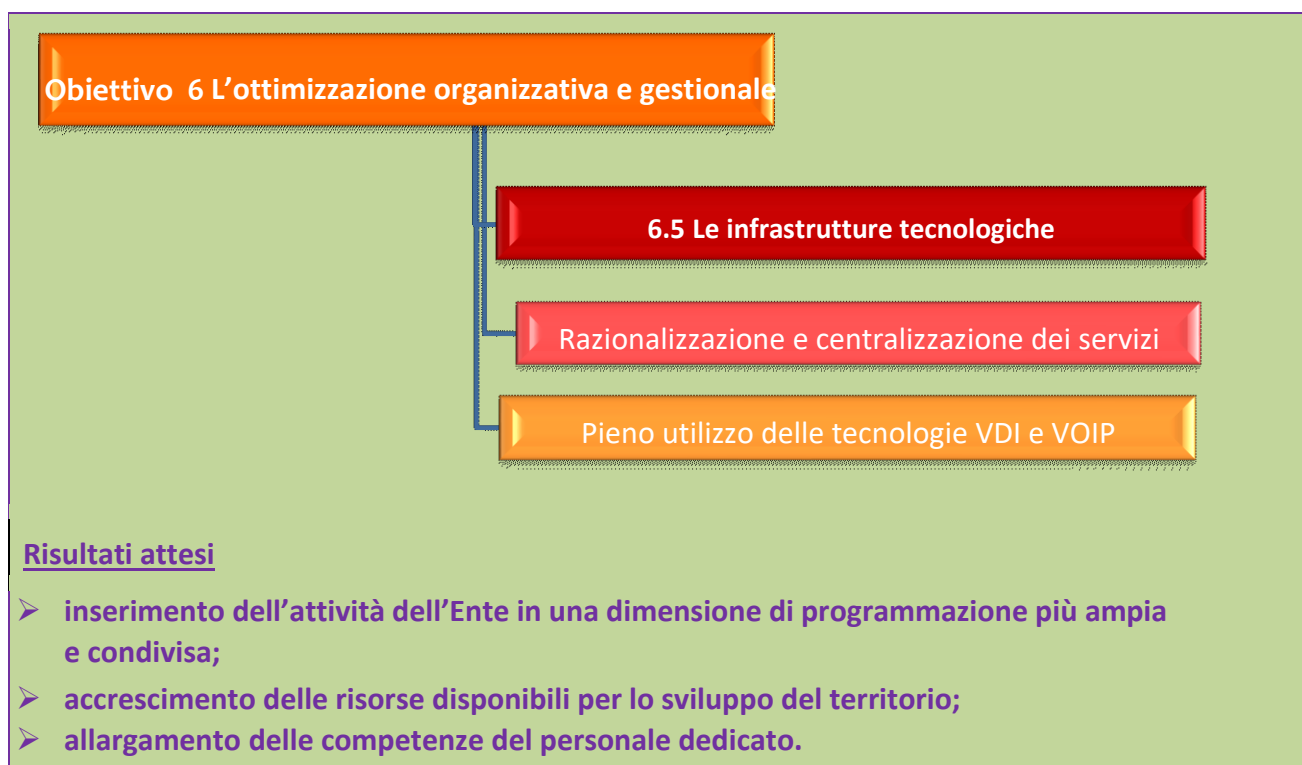 Obiettivo 6 L’ottimizzazione organizzativa e gestionale
6.5 Le infrastrutture tecnologiche
Razionalizzazione e centralizzazione dei servizi
Pieno utilizzo delle tecnologie VDI e VOIP
Risultati attesi
➢ inserimento dell’attività dell’Ente in una dimensione di programmazione più ampia
e condivisa;
➢ accrescimento delle risorse disponibili per lo sviluppo del territorio;
➢ allargamento delle competenze del personale dedicato.